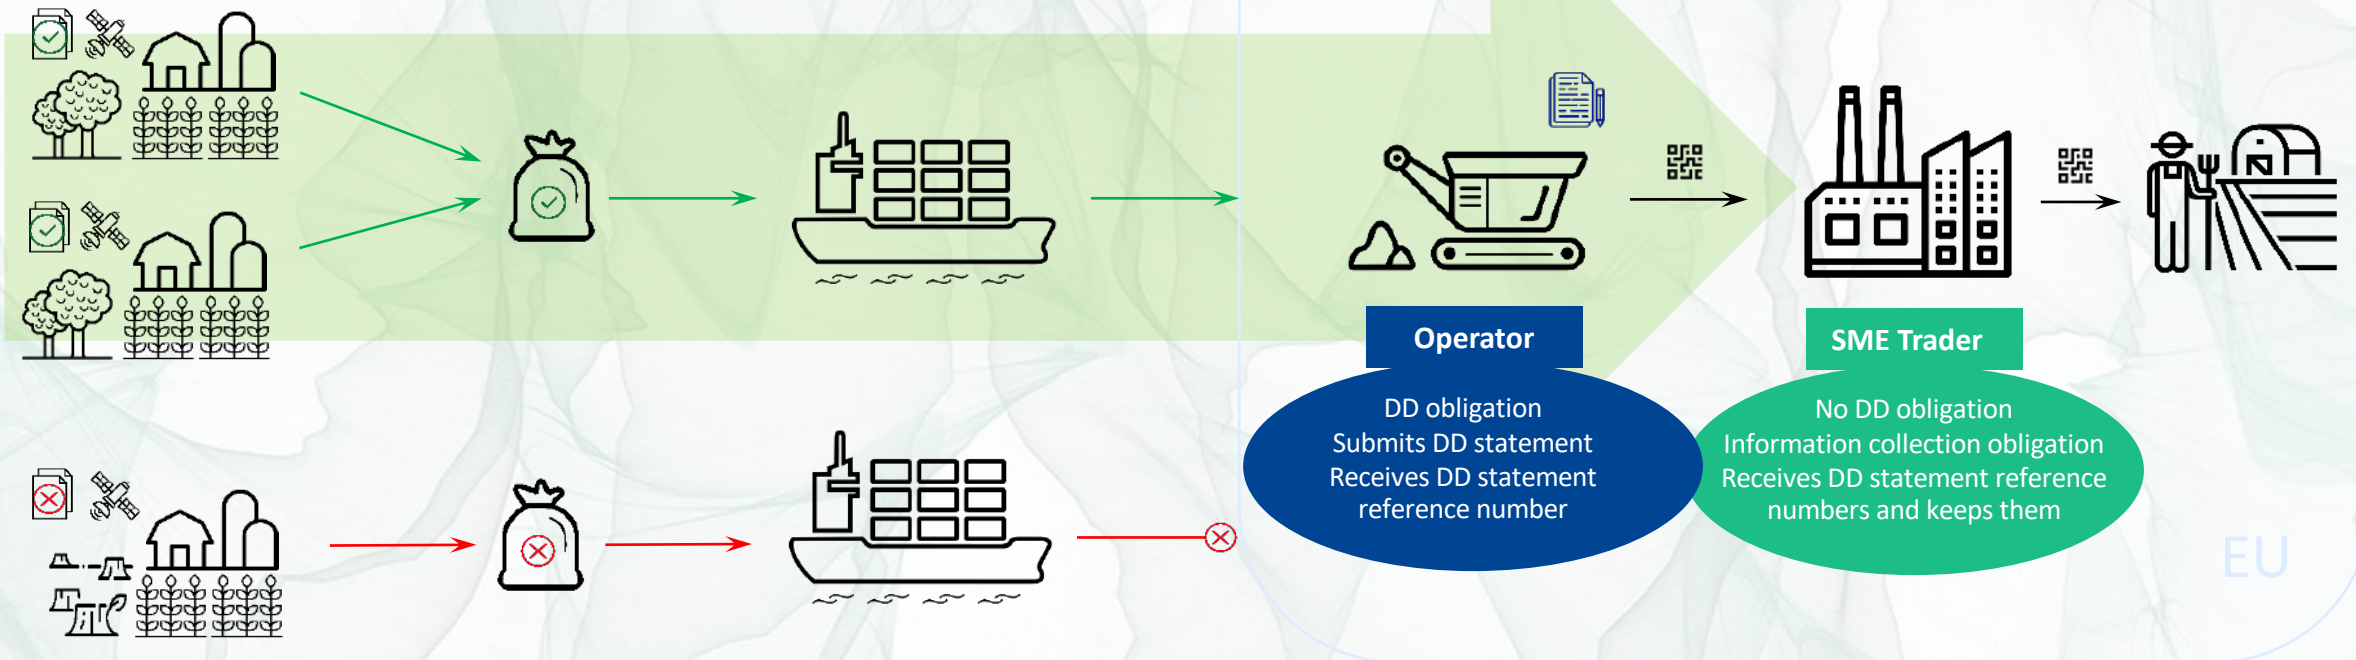 Operator
DD obligation
Submits DD statement
Receives DD statement
reference number
SME Trader
No DD obligation
Information collection obligation
Receives DD statement reference
numbers and keeps them
EU